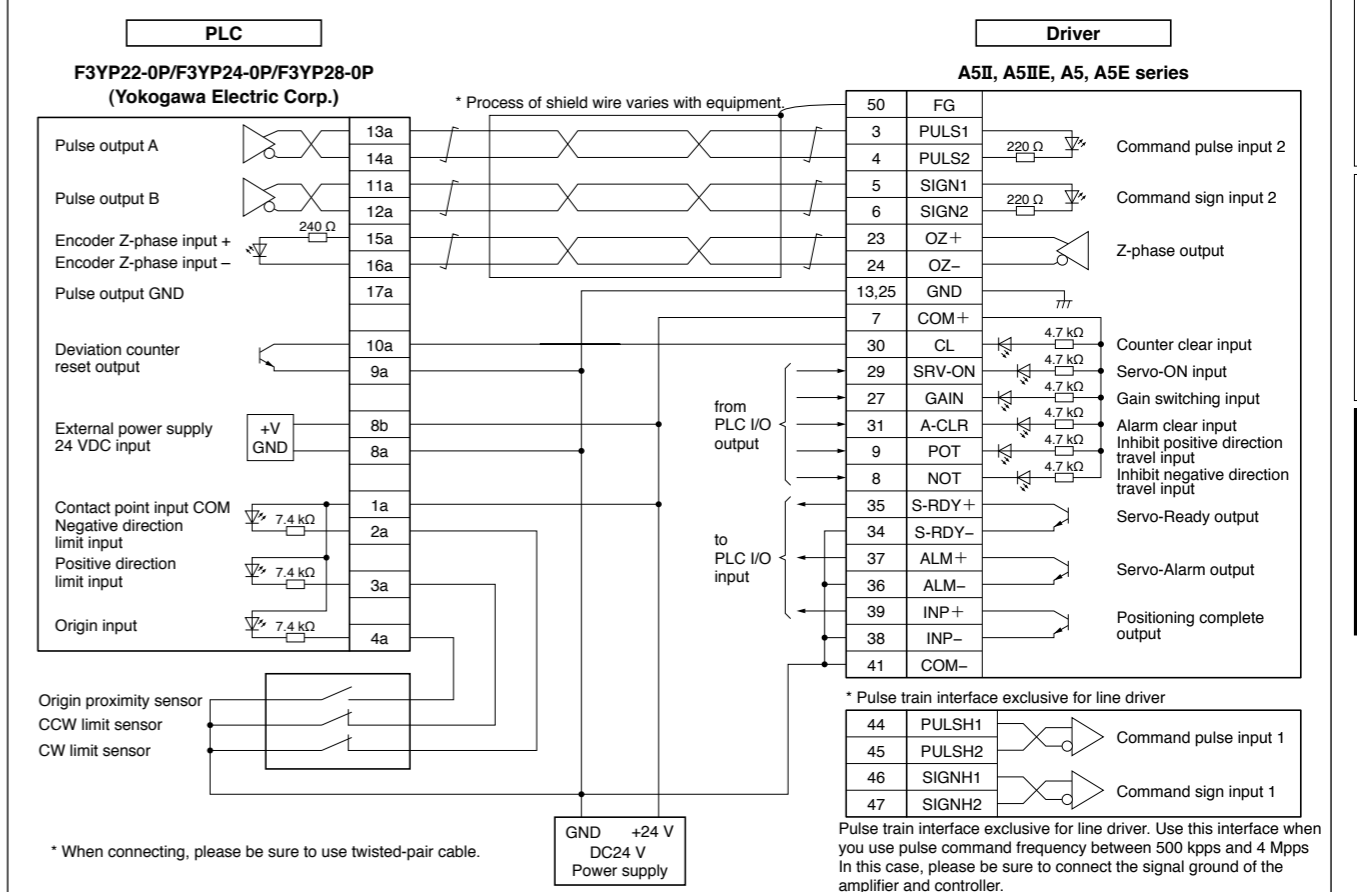 PLC
Driver
F3YP22-0P/F3YP24-0P/F3YP28-0P
(Yokogawa Electric Corp.)
A5II, A5IIE, A5, A5E series
* Process of shield wire varies with equipment.
Pulse output A
13a
14a
Pulse output B
11a
12a
240 Ω
Encoder Z-phase input +
15a
Encoder Z-phase input –
16a
Pulse output GND
17a
Deviation counter
reset output
10a
9a
External power supply
24 VDC input
+V
GND
8b
8a
Contact point input COM
1a
Negative direction
limit input
7.4 kΩ
2a
Positive direction
limit input
7.4 kΩ
3a
Origin input
7.4 kΩ
4a
Origin proximity sensor
CCW limit sensor
CW limit sensor
from
PLC I/O
output
to
PLC I/O
input
50 FG
3 PULS1
4 PULS2
220 Ω
Command pulse input 2
5 SIGN1
6 SIGN2
220 Ω
Command sign input 2
23 OZ+
24 OZ–
Z-phase output
13,25 GND
7 COM+
30 CL 4.7 kΩ Counter clear input
29 SRV-ON 4.7 kΩ Servo-ON input
27 GAIN 4.7 kΩ Gain switching input
31 A-CLR 4.7 kΩ Alarm clear input
9 POT 4.7 kΩ Inhibit positive direction
travel input
8 NOT 4.7 kΩ Inhibit negative direction
travel input
35 S-RDY+
34 S-RDY–
Servo-Ready output
37 ALM+
36 ALM–
Servo-Alarm output
39 INP+
38 INP–
Positioning complete
output
41 COM–
* Pulse train interface exclusive for line driver
44 PULSH1
45 PULSH2
Command pulse input 1
46 SIGNH1
47 SIGNH2
Command sign input 1
GND +24 V
DC24 V
Power supply
* When connecting, please be sure to use twisted-pair cable.
Pulse train interface exclusive for line driver. Use this interface when
you use pulse command frequency between 500 kpps and 4 Mpps
In this case, please be sure to connect the signal ground of the
amplifier and controller.